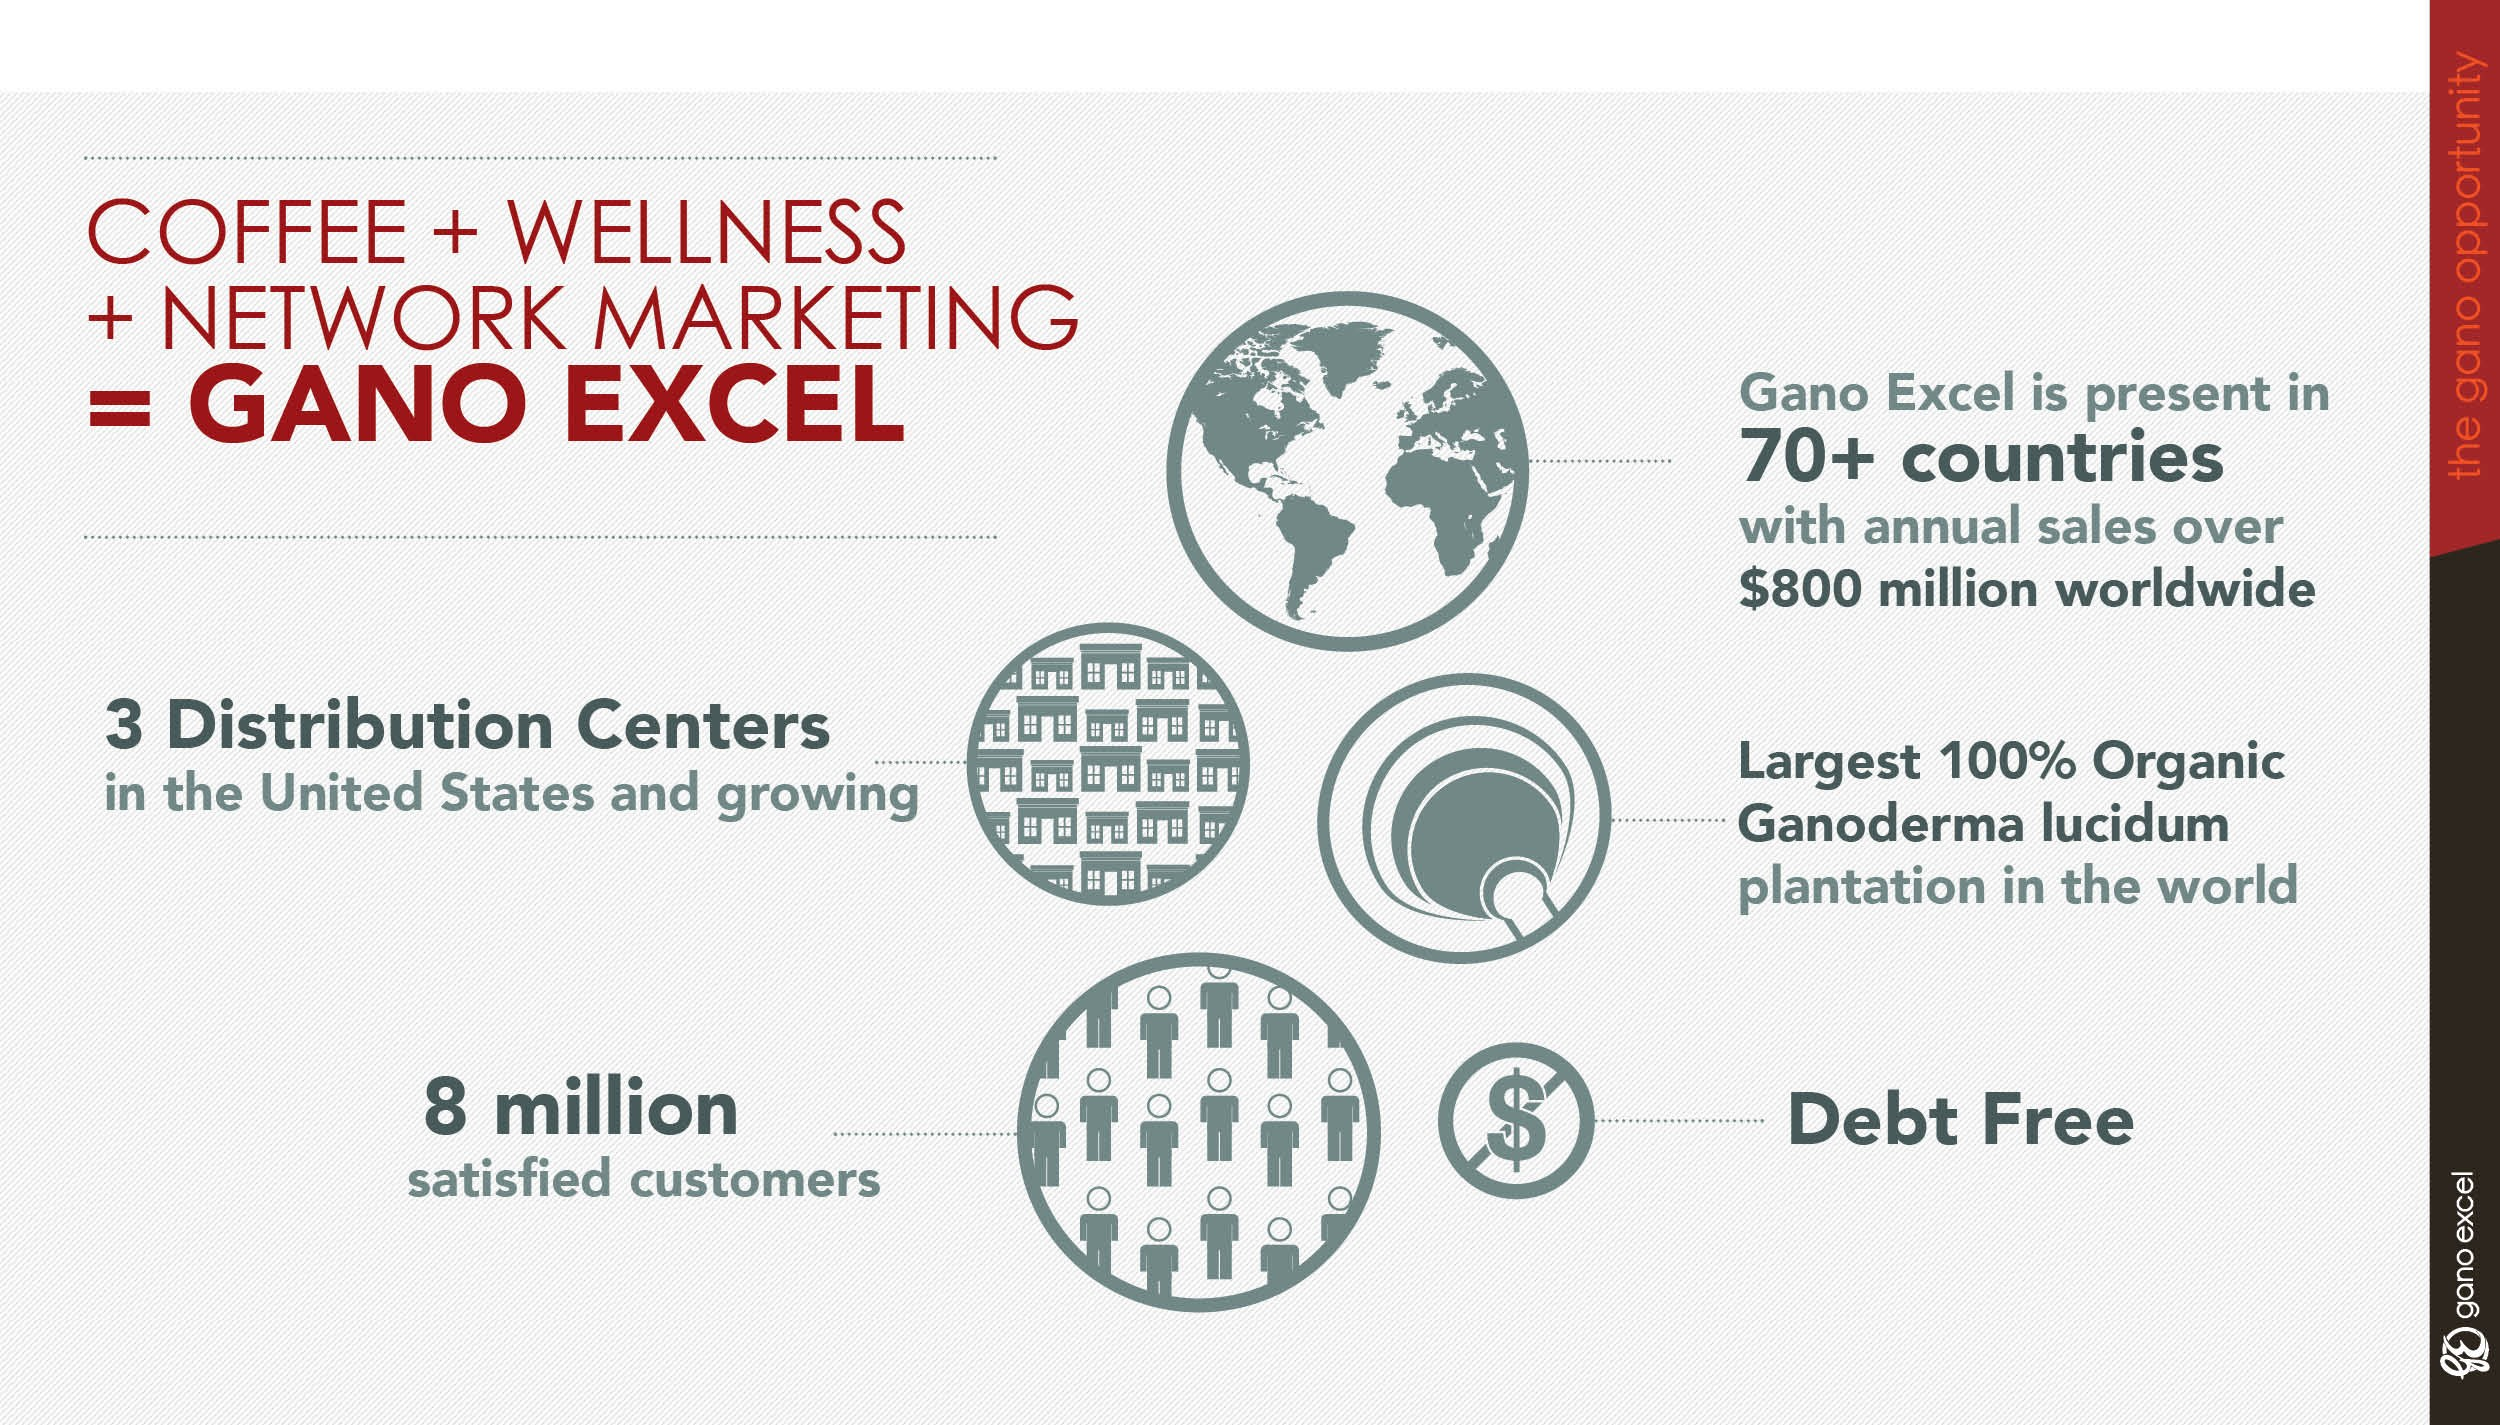 COFFEE + WELLNESS
+ NETWORK MARKETING
= GANO EXCEL
Gano Excel is present in
70+ countries
with annual sales over
$800 million worldwide
3 Distribution Centers
in the United States and growing
Largest 100% Organic
Ganoderma lucidum
plantation in the world
8 million
satisfied customers
$
Debt Free
the gano opportunity
gano excel